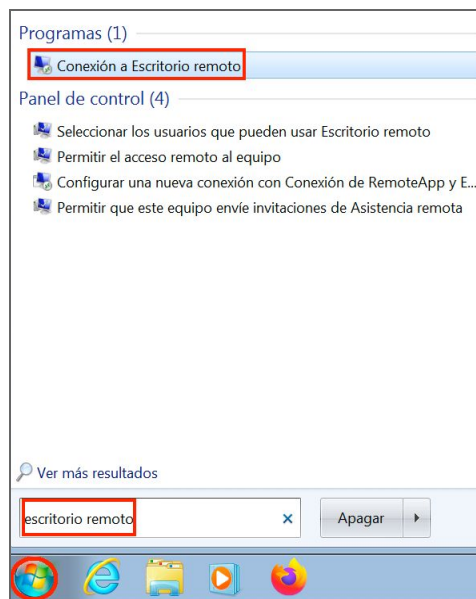 Programas (1)
Conexión a Escritorio remoto
Panel de control (4)
Seleccionar los usuarios que pueden usar Escritorio remoto
Permitir el acceso remoto al equipo
Configurar una nueva conexión con Conexión de RemoteApp y E...
Permitir que este equipo envíe invitaciones de Asistencia remota
Ver más resultados
escritorio remoto
Apagar